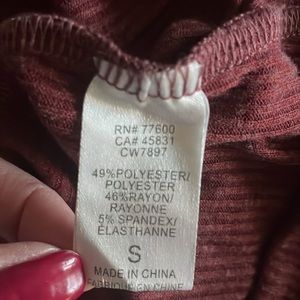 RN# 77600
CA# 45831
CW7897
49%POLYESTER/
POLYESTER
46%RAYON/
RAYONNE
5% SPANDEX/
ÉLASTHANNE
S
MADE IN CHINA
FABRIQUÉ EN CHINE